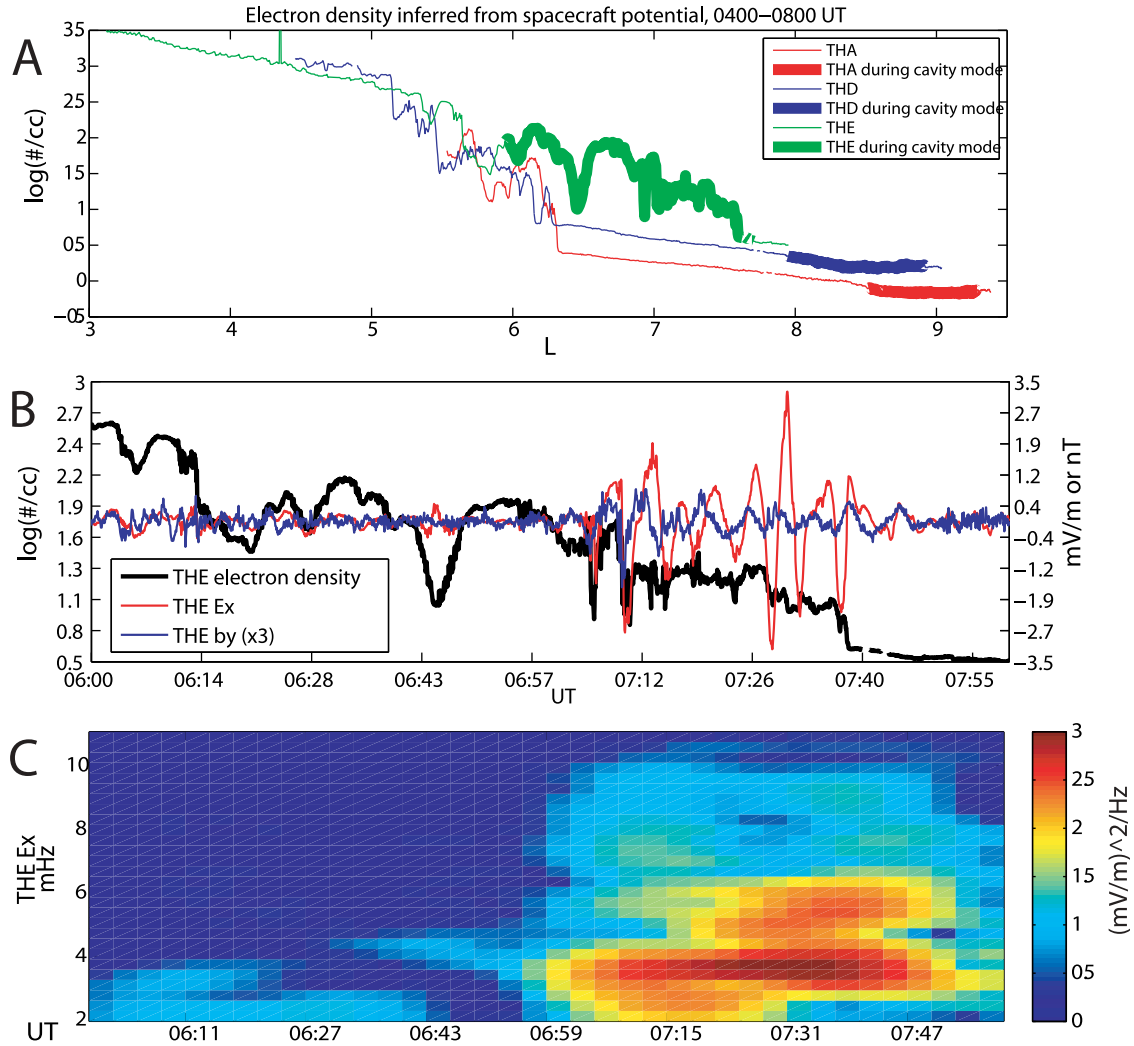 Electron density inferred from spacecraft potential, 0400–0800 UT
A
log(#/cc)
35
3
25
2
15
1
05
0
−05
3 4 5 6 7 8 9
L
THA
THA during cavity mode
THD
THD during cavity mode
THE
THE during cavity mode
B
log(#/cc)
3
2.7
2.4
2.2
1.9
1.6
1.3
1.1
0.8
0.5
3.5
2.7
1.9
1.2
0.4
−0.4
−1.2
−1.9
−2.7
−3.5
mV/m or nT
THE electron density
THE Ex
THE by (x3)
06:00 06:14 06:28 06:43 06:57 07:12 07:26 07:40 07:55
UT
C
THE Ex
mHz
10
8
6
4
2
UT 06:11 06:27 06:43 06:59 07:15 07:31 07:47
3
25
2
15
1
05
0
(mV/m)^2/Hz